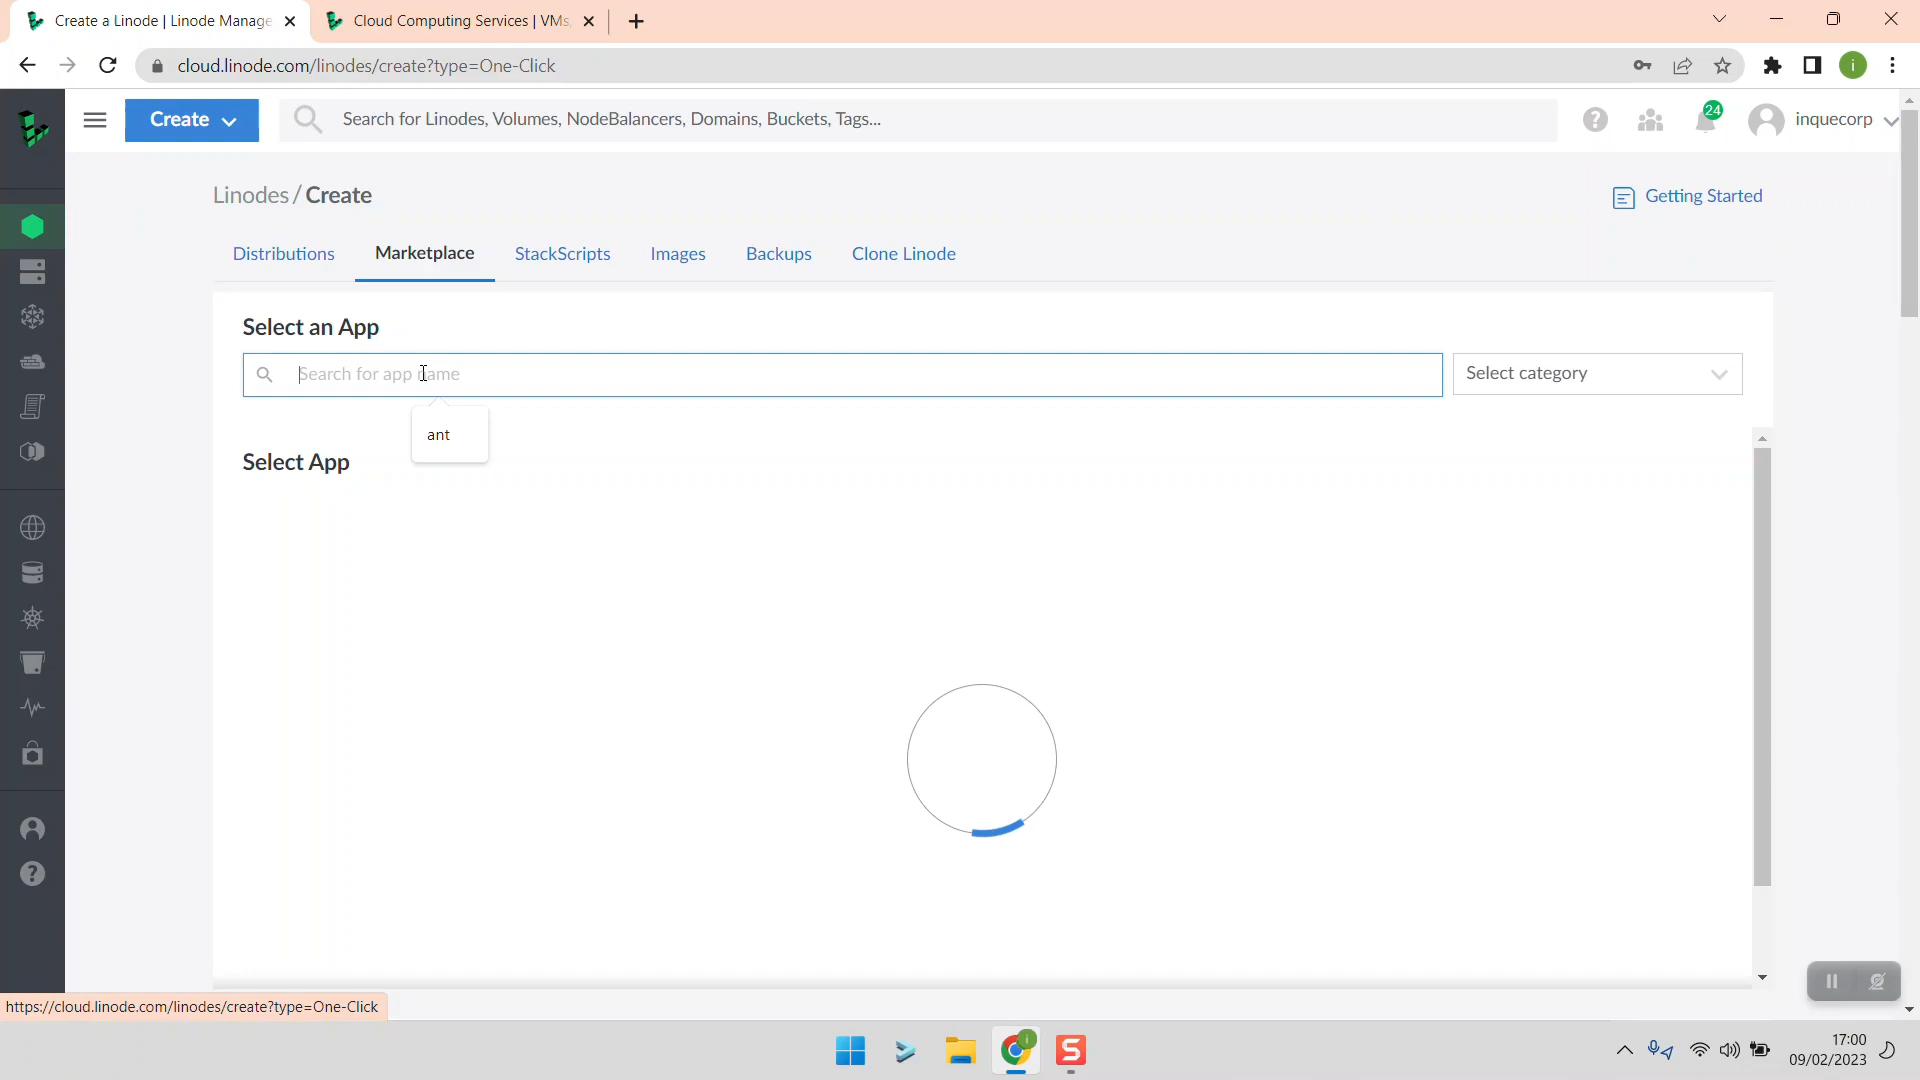 Create a Linode | Linode Manage
Cloud Computing Services | VMs,
cloud.linode.com/linodes/create?type=One-Click
i
Create
Search for Linodes, Volumes, NodeBalancers, Domains, Buckets, Tags...
24
inquecorp
Linodes / Create
Getting Started
Distributions
Marketplace
StackScripts
Images
Backups
Clone Linode
Select an App
Search for app name
Select category
ant
Select App
https://cloud.linode.com/linodes/create?type=One-Click
17:00
09/02/2023